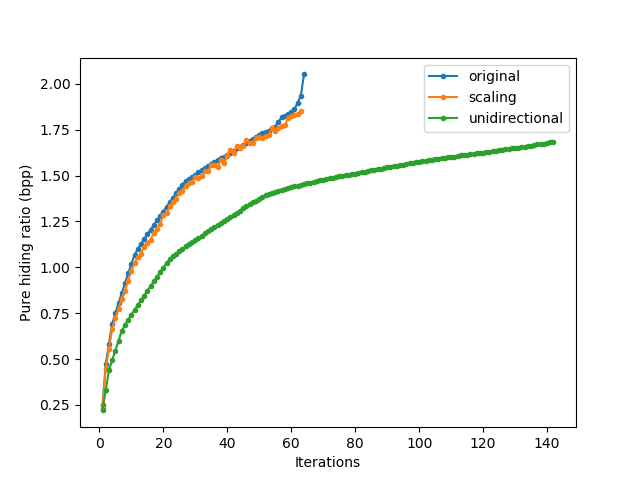 original
scaling
unidirectional
2.00
1.75
1.50
1.25
1.00
0.75
0.50
0.25
Pure hiding ratio (bpp)
0 20 40 60 80 100 120 140
Iterations